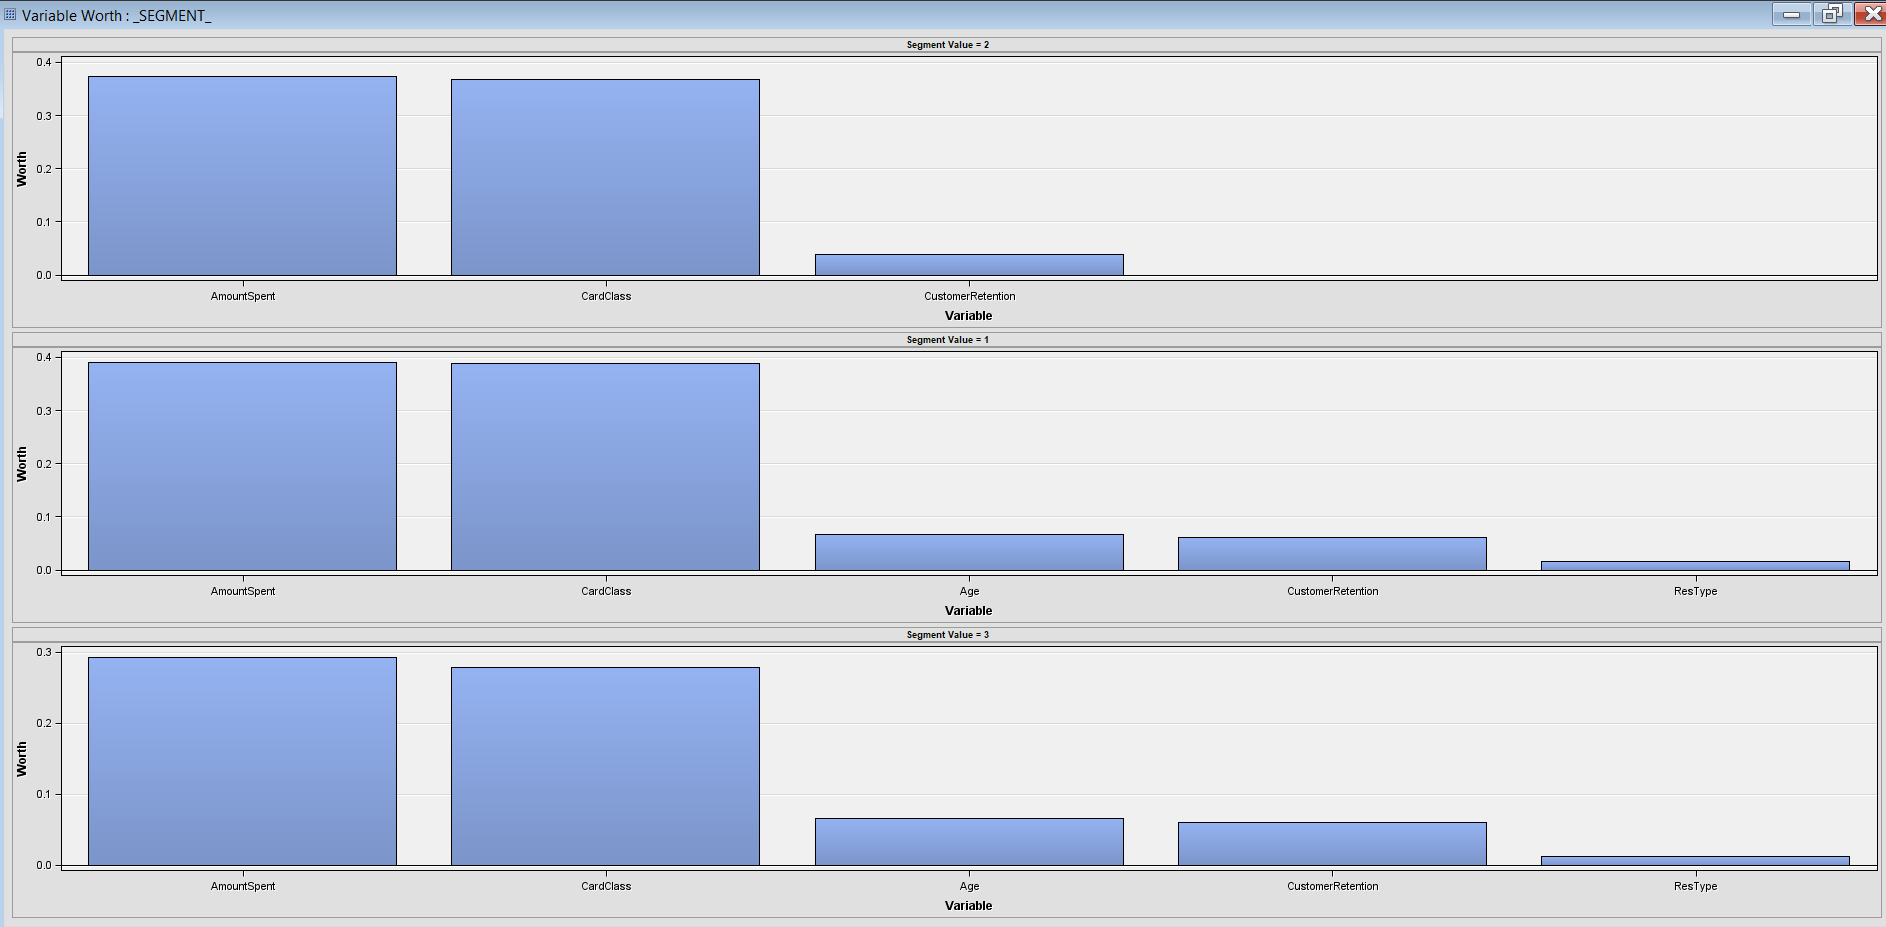 Variable Worth : _SEGMENT_
Segment Value = 2
0.4
0.3
0.2
0.1
0.0
Worth
AmountSpent CardClass CustomerRetention
Variable
Segment Value = 1
0.4
0.3
0.2
0.1
0.0
Worth
AmountSpent CardClass Age CustomerRetention ResType
Variable
Segment Value = 3
0.3
0.2
0.1
0.0
Worth
AmountSpent CardClass Age CustomerRetention ResType
Variable